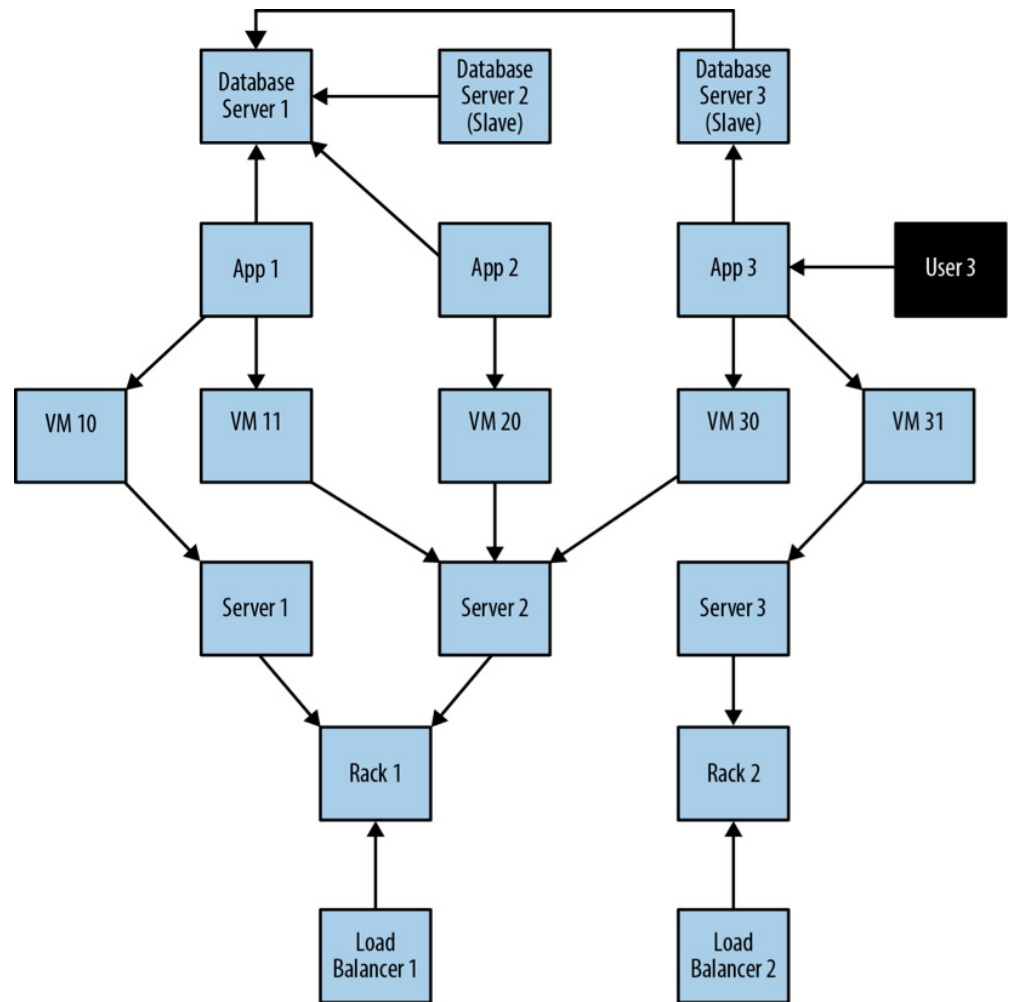 Database
Server 1
Database
Server 2
(Slave)
Database
Server 3
(Slave)
App 1
App 2
App 3
User 3
VM 10
VM 11
VM 20
VM 30
VM 31
Server 1
Server 2
Server 3
Rack 1
Rack 2
Load
Balancer 1
Load
Balancer 2